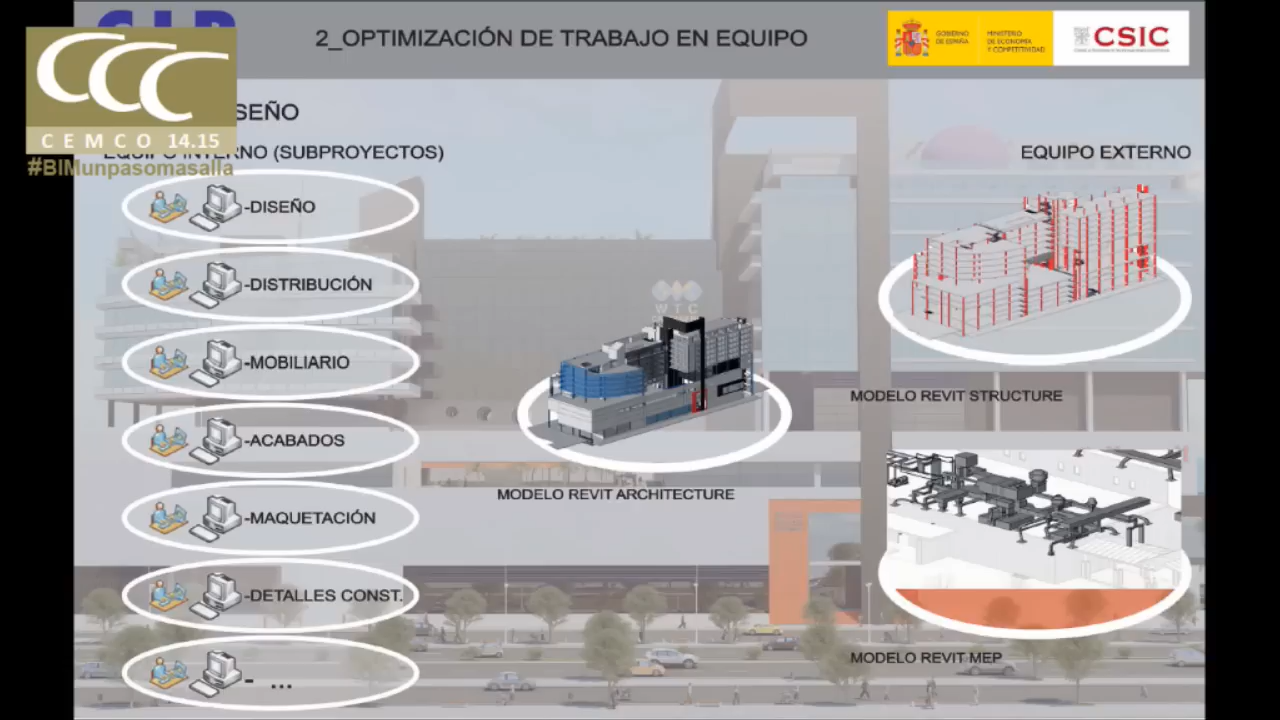 2_OPTIMIZACIÓN DE TRABAJO EN EQUIPO
GOBIERNO DE ESPAÑA
MINISTERIO DE ECONOMÍA Y COMPETITIVIDAD
CSIC
CCC
CEMCO 14.15
#BIMunpasomasalla
SEÑO
EQUIPO INTERNO (SUBPROYECTOS)
EQUIPO EXTERNO
-DISEÑO
-DISTRIBUCIÓN
-MOBILIARIO
-ACABADOS
-MAQUETACIÓN
-DETALLES CONST.
- ...
WTC
MODELO REVIT ARCHITECTURE
MODELO REVIT STRUCTURE
MODELO REVIT MEP